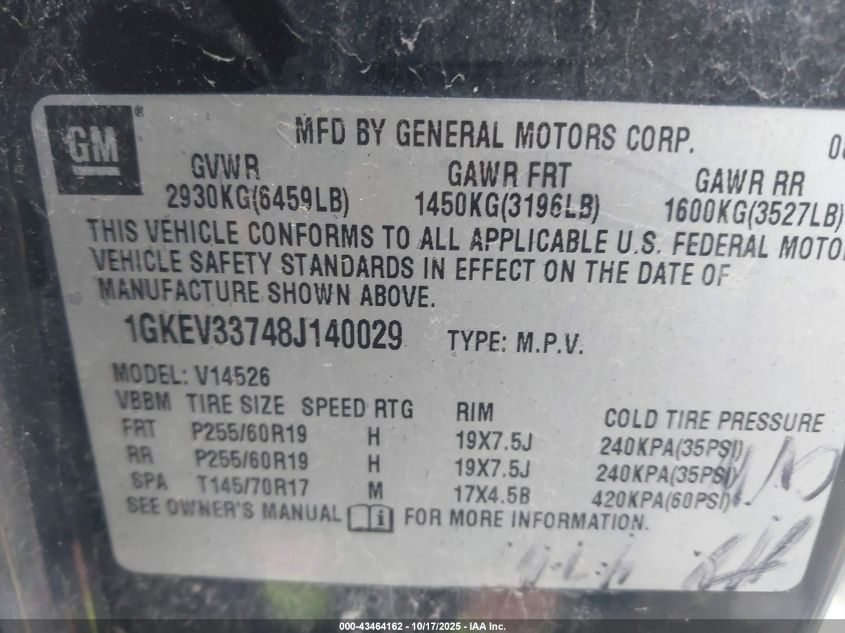 GM
®
MFD BY GENERAL MOTORS CORP.
GVWR GAWR FRT GAWR RR
2930KG(6459LB) 1450KG(3196LB) 1600KG(3527LB)
THIS VEHICLE CONFORMS TO ALL APPLICABLE U.S. FEDERAL MOTO
VEHICLE SAFETY STANDARDS IN EFFECT ON THE DATE OF
MANUFACTURE SHOWN ABOVE.
1GKEV33748J140029 TYPE: M.P.V.
MODEL: V14526
VBBM TIRE SIZE SPEED RTG RIM COLD TIRE PRESSURE
FRT P255/60R19 H 19X7.5J 240KPA(35PSI)
RR P255/60R19 H 19X7.5J 240KPA(35PSI)
SPA T145/70R17 M 17X4.5B 420KPA(60PSI)
SEE OWNER'S MANUAL FOR MORE INFORMATION.
000-43464162 | 10/17/2025 - IAA Inc.